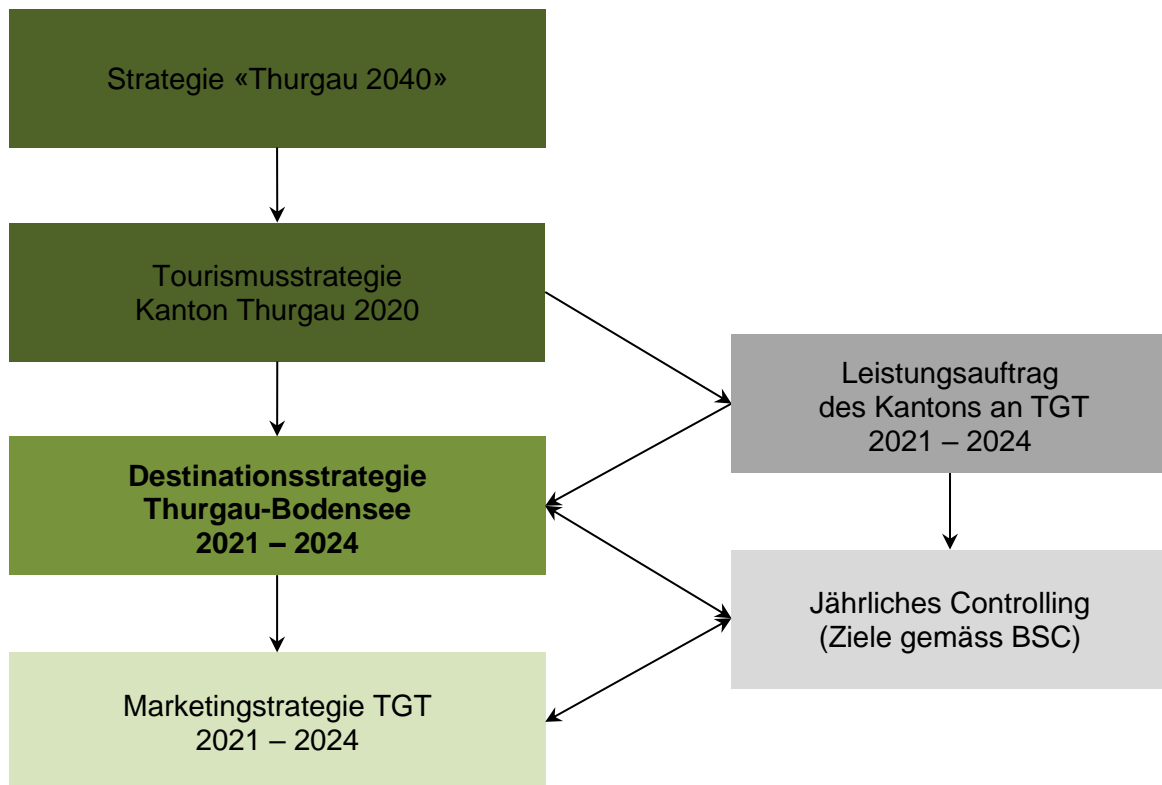 Strategie «Thurgau 2040»
Tourismusstrategie
Kanton Thurgau 2020
Leistungsauftrag
des Kantons an TGT
2021 – 2024
Destinationsstrategie
Thurgau-Bodensee
2021 – 2024
Jährliches Controlling
(Ziele gemäss BSC)
Marketingstrategie TGT
2021 – 2024